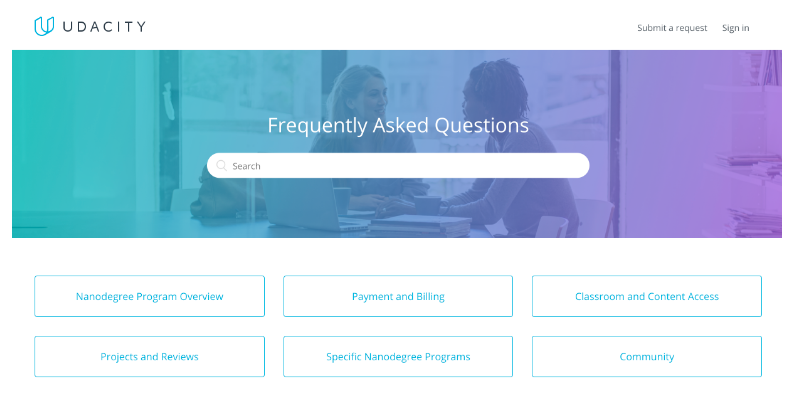 UDACITY
Submit a request Sign in
Frequently Asked Questions
Search
Nanodegree Program Overview Payment and Billing Classroom and Content Access
Projects and Reviews Specific Nanodegree Programs Community